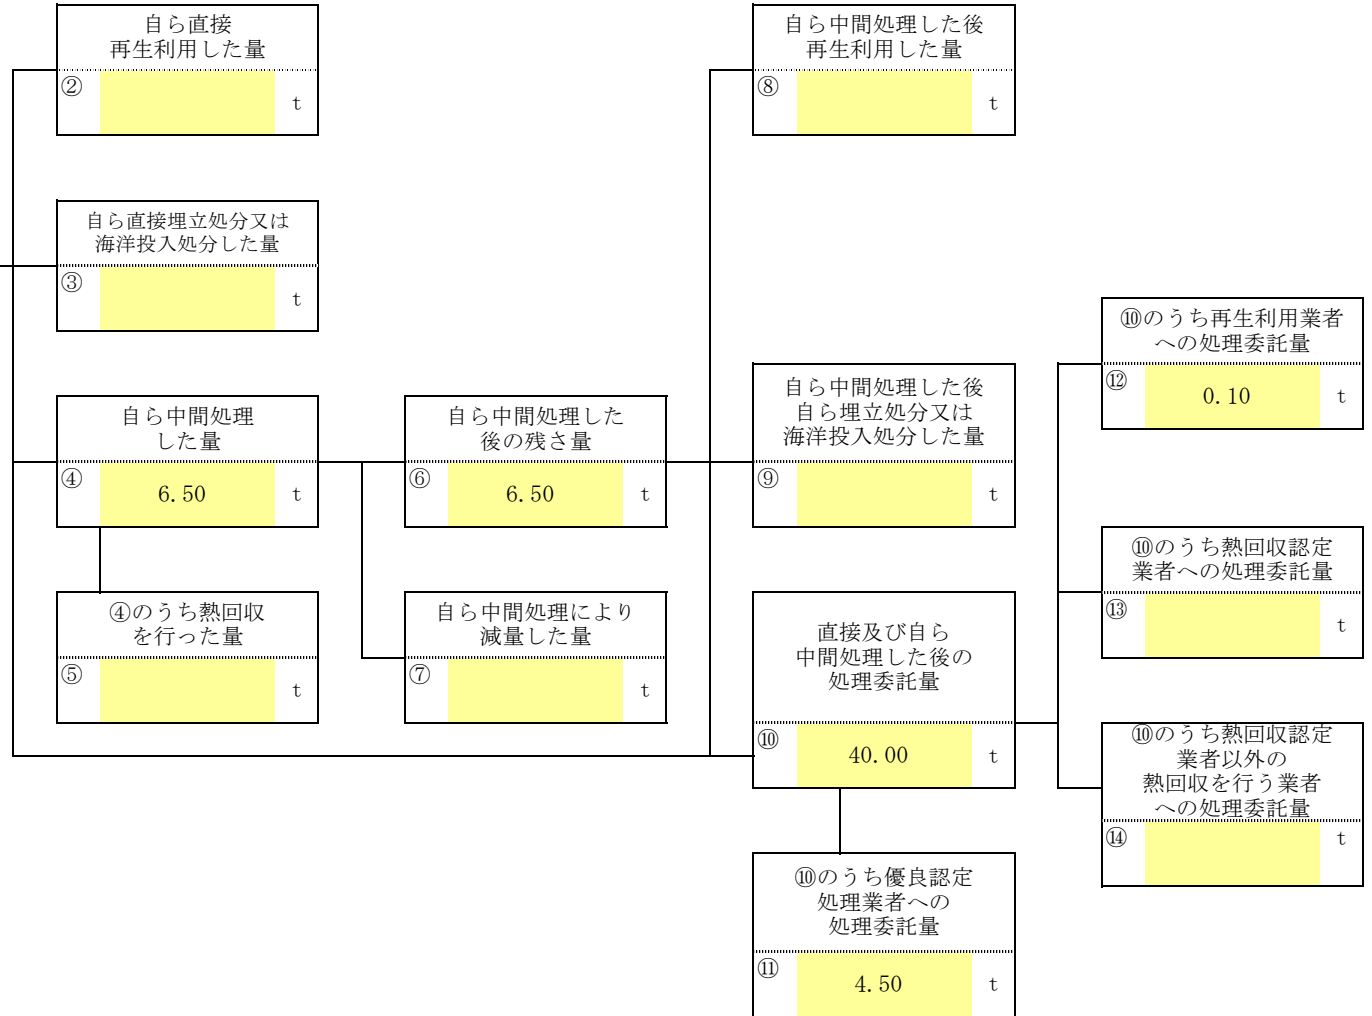 自ら直接
再生利用した量
②
t
自ら直接埋立処分又は
海洋投入処分した量
③
t
自ら中間処理
した量
④
6.50
t
④のうち熱回収
を行った量
⑤
t
自ら中間処理した
後の残さ量
⑥
6.50
t
自ら中間処理により
減量した量
⑦
t
自ら中間処理した後
再生利用した量
⑧
t
自ら中間処理した後
自ら埋立処分又は
海洋投入処分した量
⑨
t
直接及び自ら
中間処理した後の
処理委託量
⑩
40.00
t
⑩のうち優良認定
処理業者への
処理委託量
⑪
4.50
t
⑩のうち再生利用業者
への処理委託量
⑫
0.10
t
⑩のうち熱回収認定
業者への処理委託量
⑬
t
⑩のうち熱回収認定
業者以外の
熱回収を行う業者
への処理委託量
⑭
t